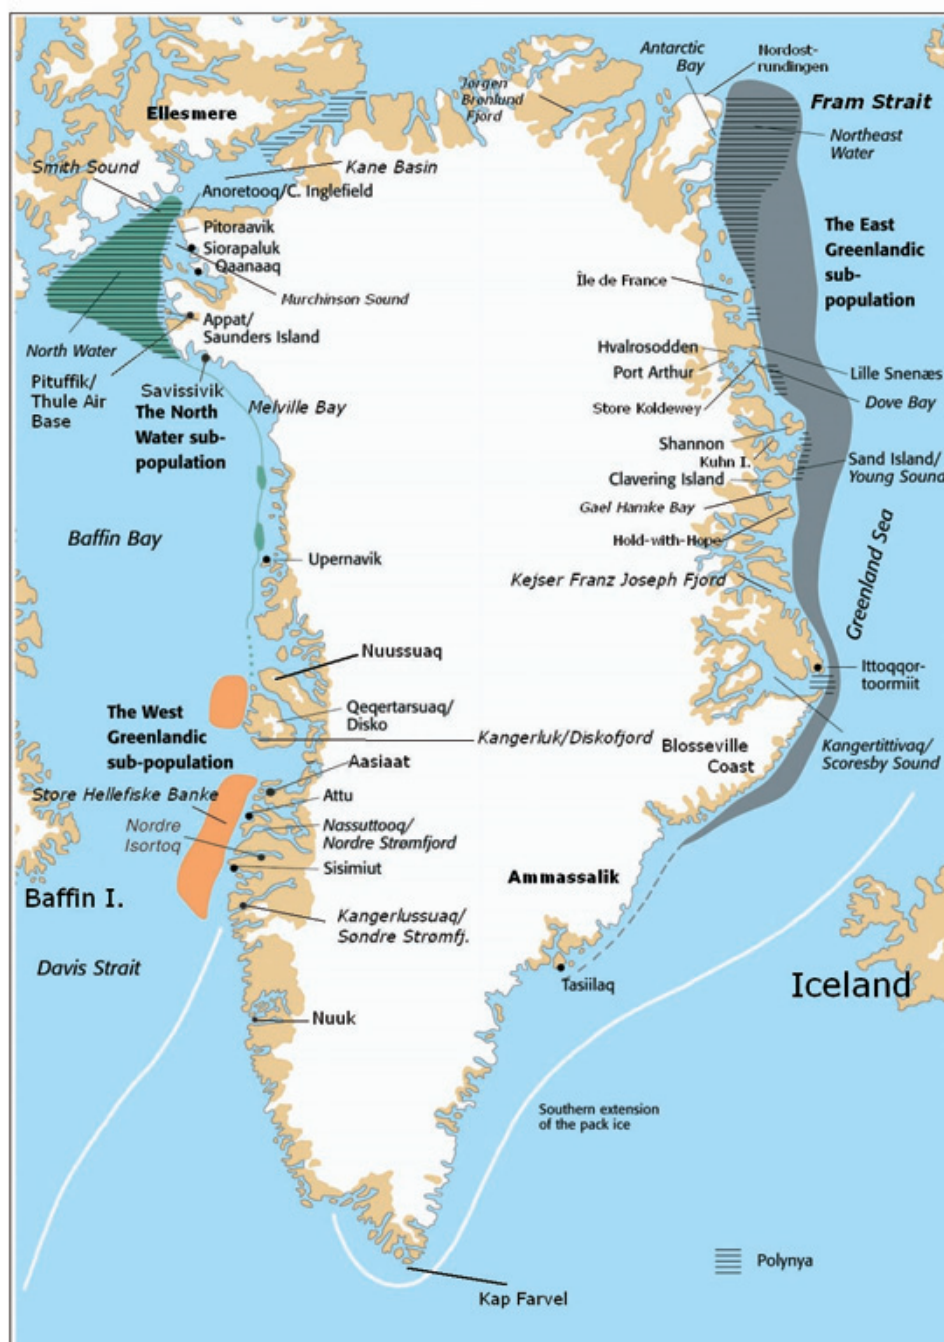 Antarctic
Bay
Nordost-
rundingen
Jørgen
Brønlund
Fjord
Fram Strait
Ellesmere
Northeast
Water
Smith Sound
Kane Basin
Anoretooq/C. Inglefield
Pitoraavik
Siorapaluk
Qaanaaq
The East
Greenlandic
sub-
population
Île de France
Murchinson Sound
Appat/
Saunders Island
North Water
Hvalrosodden
Port Arthur
Pituffik/
Thule Air
Base
Savissivik
Lille Snenæs
Dove Bay
Melville Bay
Store Koldewey
The North
Water sub-
population
Shannon
Kuhn I.
Sand Island/
Young Sound
Clavering Island
Gael Hamke Bay
Baffin Bay
Hold-with-Hope
Upernavik
Kejser Franz Joseph Fjord
Greenland Sea
Nuussuaq
Ittoqqor-
toormiit
Qeqertarsuaq/
Disko
The West
Greenlandic
sub-population
Kangerluk/Diskofjord
Blosseville
Coast
Kangertittivaq/
Scoresby Sound
Aasiaat
Store Hellefiske Banke
Attu
Nassuttooq/
Nordre Strømfjord
Nordre
Isortoq
Sisimiut
Ammassalik
Baffin I.
Kangerlussuaq/
Søndre Strømfj.
Davis Strait
Tasiilaq
Iceland
Nuuk
Southern extension
of the pack ice
Polynya
Kap Farvel